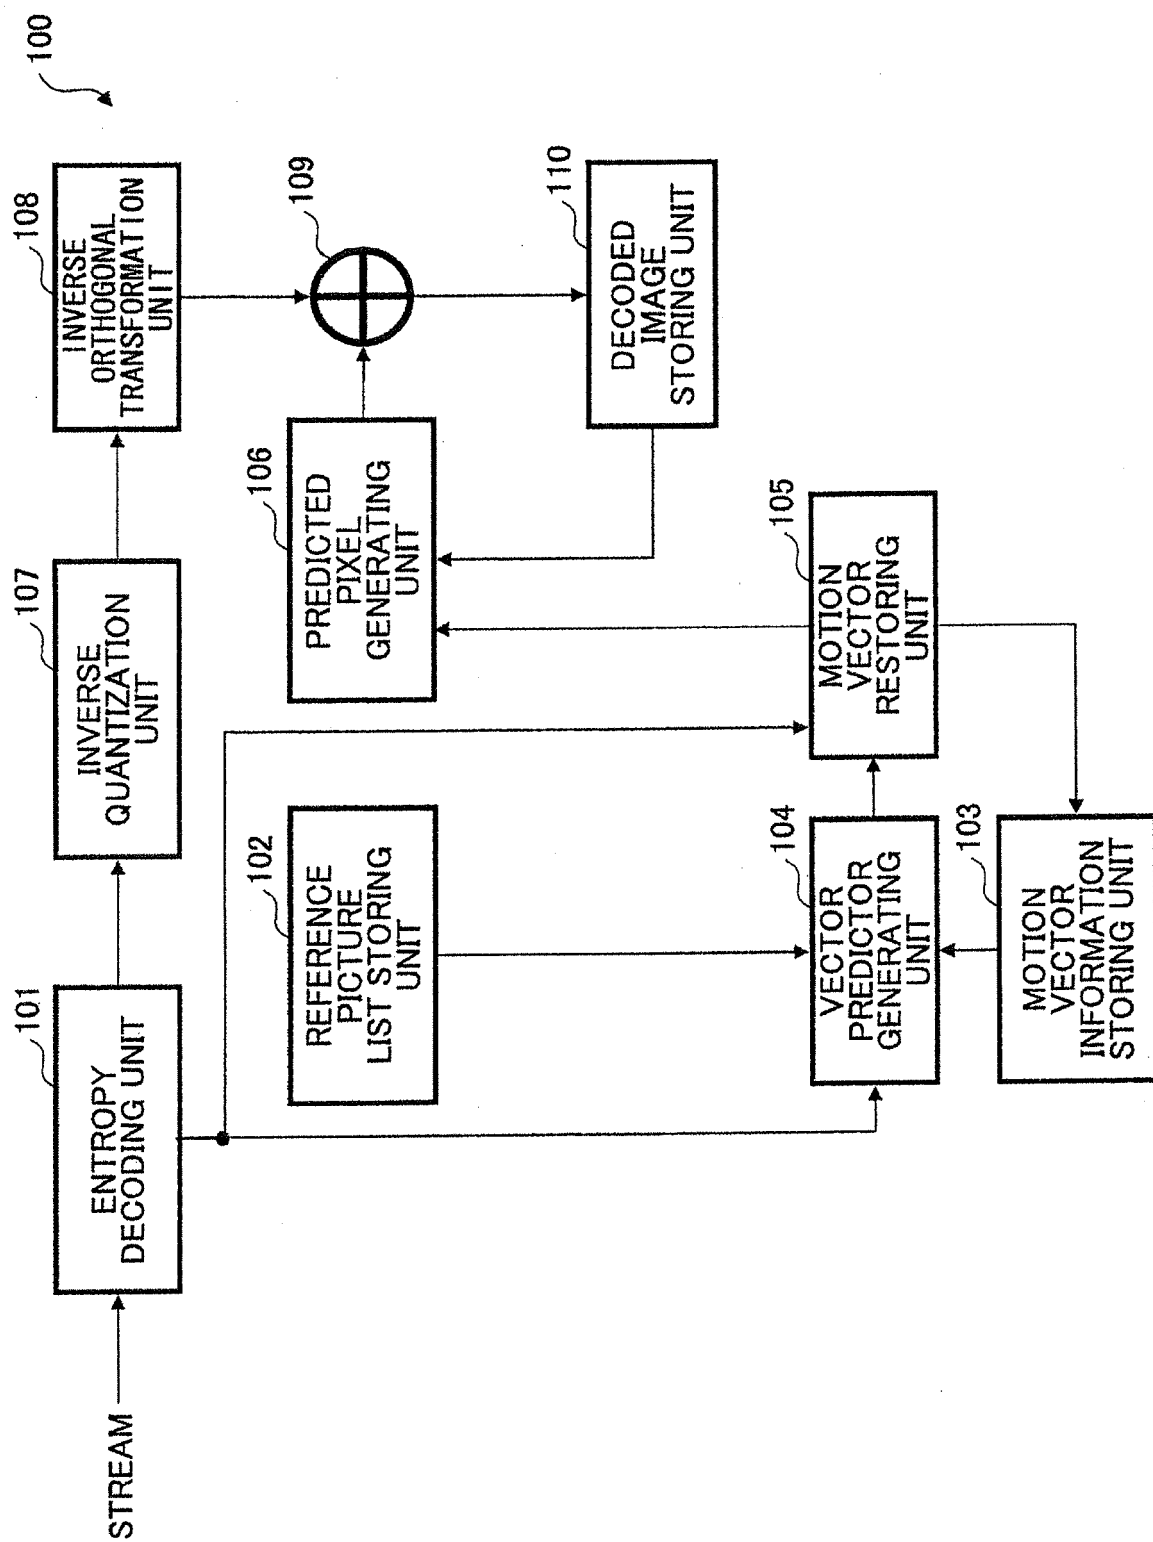 100
101
ENTROPY
DECODING UNIT
107
INVERSE
QUANTIZATION
UNIT
108
INVERSE
ORTHOGONAL
TRANSFORMATION
UNIT
STREAM
102
REFERENCE
PICTURE
LIST STORING
UNIT
106
PREDICTED
PIXEL
GENERATING
UNIT
109
110
DECODED
IMAGE
STORING UNIT
104
VECTOR
PREDICTOR
GENERATING
UNIT
105
MOTION
VECTOR
RESTORING
UNIT
103
MOTION
VECTOR
INFORMATION
STORING UNIT